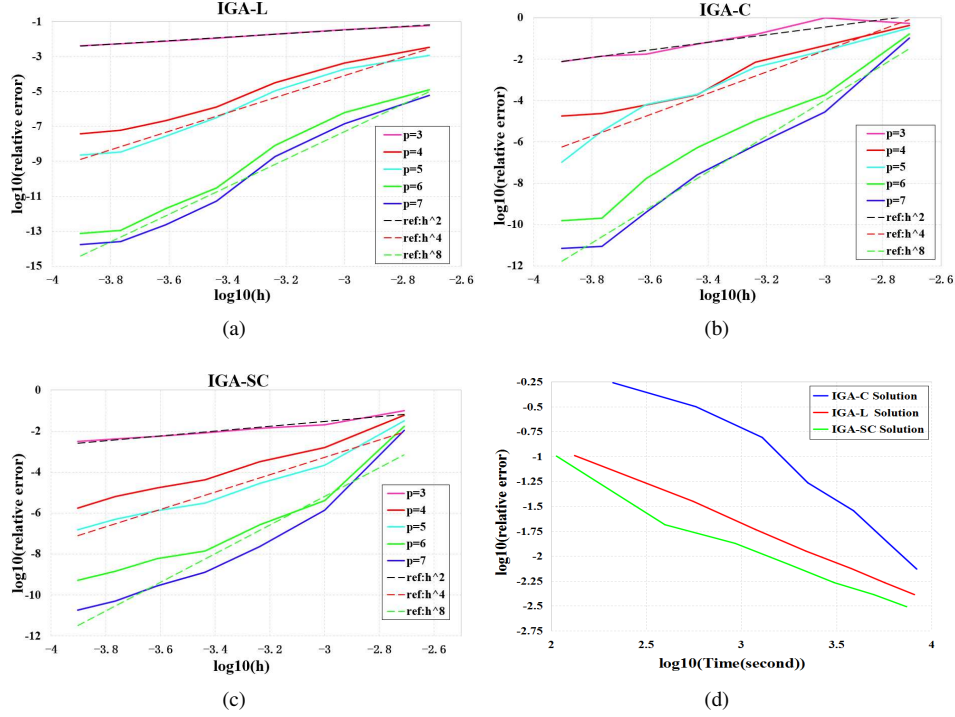 IGA-L
log10(relative error)
1
-1
-3
-5
-7
-9
-11
-13
-15
p=3
p=4
p=5
p=6
p=7
ref:h^2
ref:h^4
ref:h^8
-4
-3.8
-3.6
-3.4
-3.2
-3
-2.8
-2.6
log10(h)
(a)
IGA-C
log10(relative error)
0
-2
-4
-6
-8
-10
-12
p=3
p=4
p=5
p=6
p=7
ref:h^2
ref:h^4
ref:h^8
-4
-3.8
-3.6
-3.4
-3.2
-3
-2.8
-2.6
log10(h)
(b)
IGA-SC
log10(relative error)
0
-2
-4
-6
-8
-10
-12
p=3
p=4
p=5
p=6
p=7
ref:h^2
ref:h^4
ref:h^8
-4
-3.8
-3.6
-3.4
-3.2
-3
-2.8
-2.6
log10(h)
(c)
log10(relative error)
-0.25
-0.5
-0.75
-1
-1.25
-1.5
-1.75
-2
-2.25
-2.5
-2.75
IGA-C Solution
IGA-L Solution
IGA-SC Solution
2
2.5
3
3.5
4
log10(Time(second))
(d)